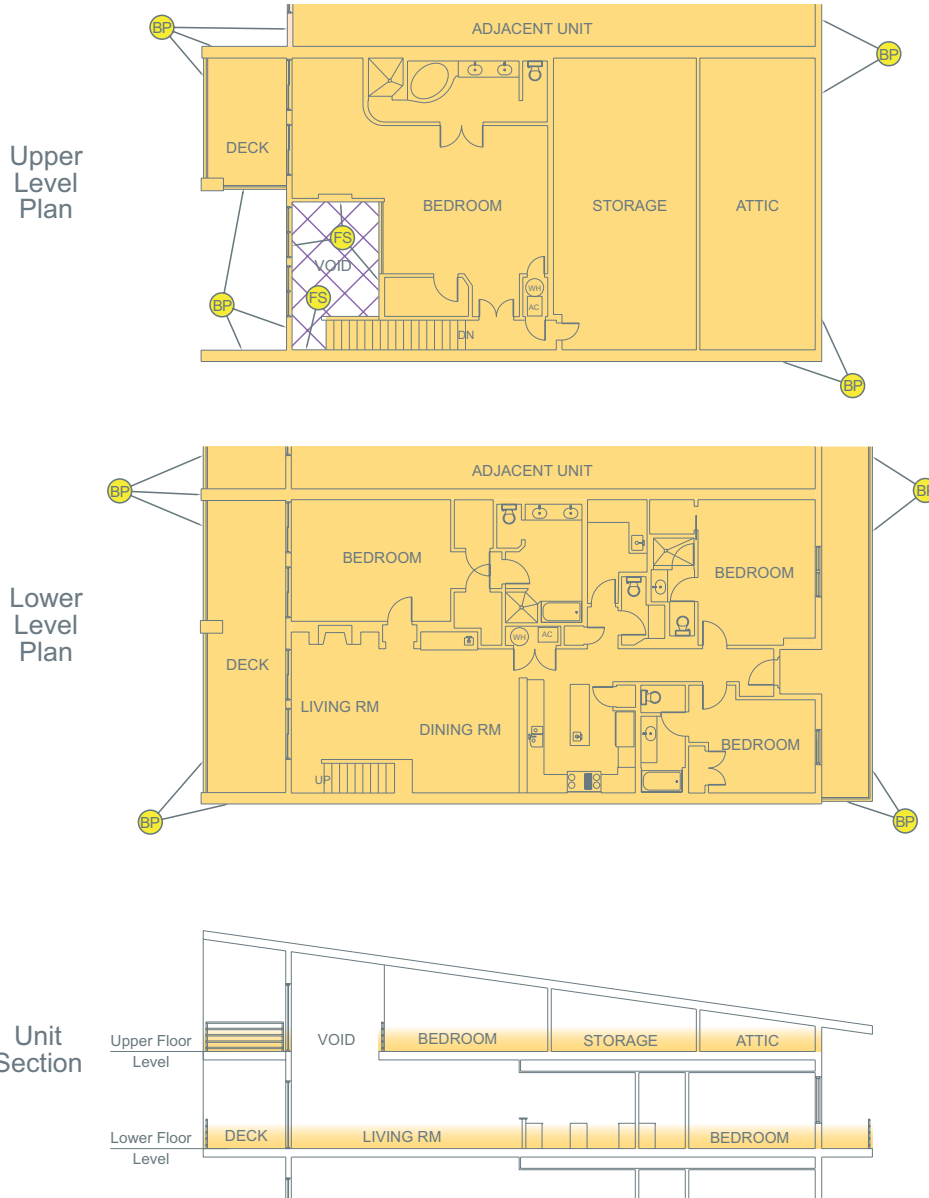 BP
ADJACENT UNIT
BP
Upper
Level
Plan
DECK
BEDROOM
STORAGE
ATTIC
FS
VOID
WH
FS
BP
AC
DN
BP
ADJACENT UNIT
BP
BP
BEDROOM
BEDROOM
Lower
Level
Plan
WH
AC
DECK
LIVING RM
DINING RM
BEDROOM
UP
BP
BP
Unit
Section
Upper Floor
Level
VOID
BEDROOM
STORAGE
ATTIC
Lower Floor
Level
DECK
LIVING RM
BEDROOM